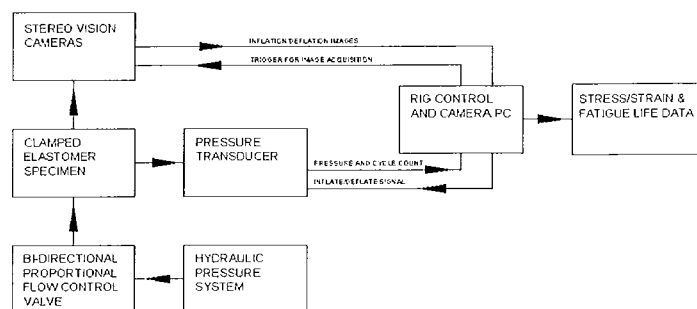 STEREO VISION
CAMERAS
INFLATION/DEFLATION IMAGES
TRIGGER FOR IMAGE ACQUISITION
RIG CONTROL
AND CAMERA PC
STRESS/STRAIN &
FATIGUE LIFE DATA
CLAMPED
ELASTOMER
SPECIMEN
PRESSURE
TRANSDUCER
PRESSURE AND CYCLE COUNT
INFLATE/DEFLATE SIGNAL
BI-DIRECTIONAL
PROPORTIONAL
FLOW CONTROL
VALVE
HYDRAULIC
PRESSURE
SYSTEM